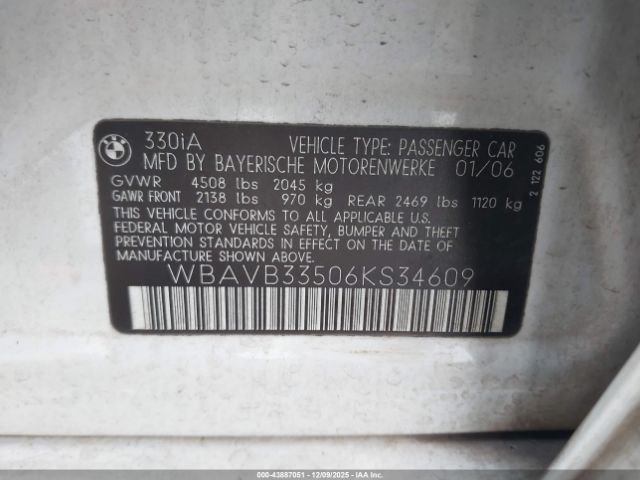 BMW
330iA VEHICLE TYPE: PASSENGER CAR
MFD BY BAYERISCHE MOTORENWERKE 01/06
GVWR 4508 lbs 2045 kg
GAWR FRONT 2138 lbs 970 kg REAR 2469 lbs 1120 kg
THIS VEHICLE CONFORMS TO ALL APPLICABLE U.S.
FEDERAL MOTOR VEHICLE SAFETY, BUMPER AND THEFT
PREVENTION STANDARDS IN EFFECT ON THE DATE OF
MANUFACTURE SHOWN ABOVE.
WBAVB33506KS34609
2 122 606
000-43887051 - 12/09/2025 - IAAI.COM